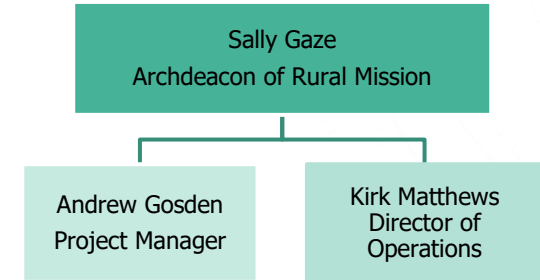 Sally Gaze
Archdeacon of Rural Mission
Andrew Gosden
Project Manager
Kirk Matthews
Director of
Operations